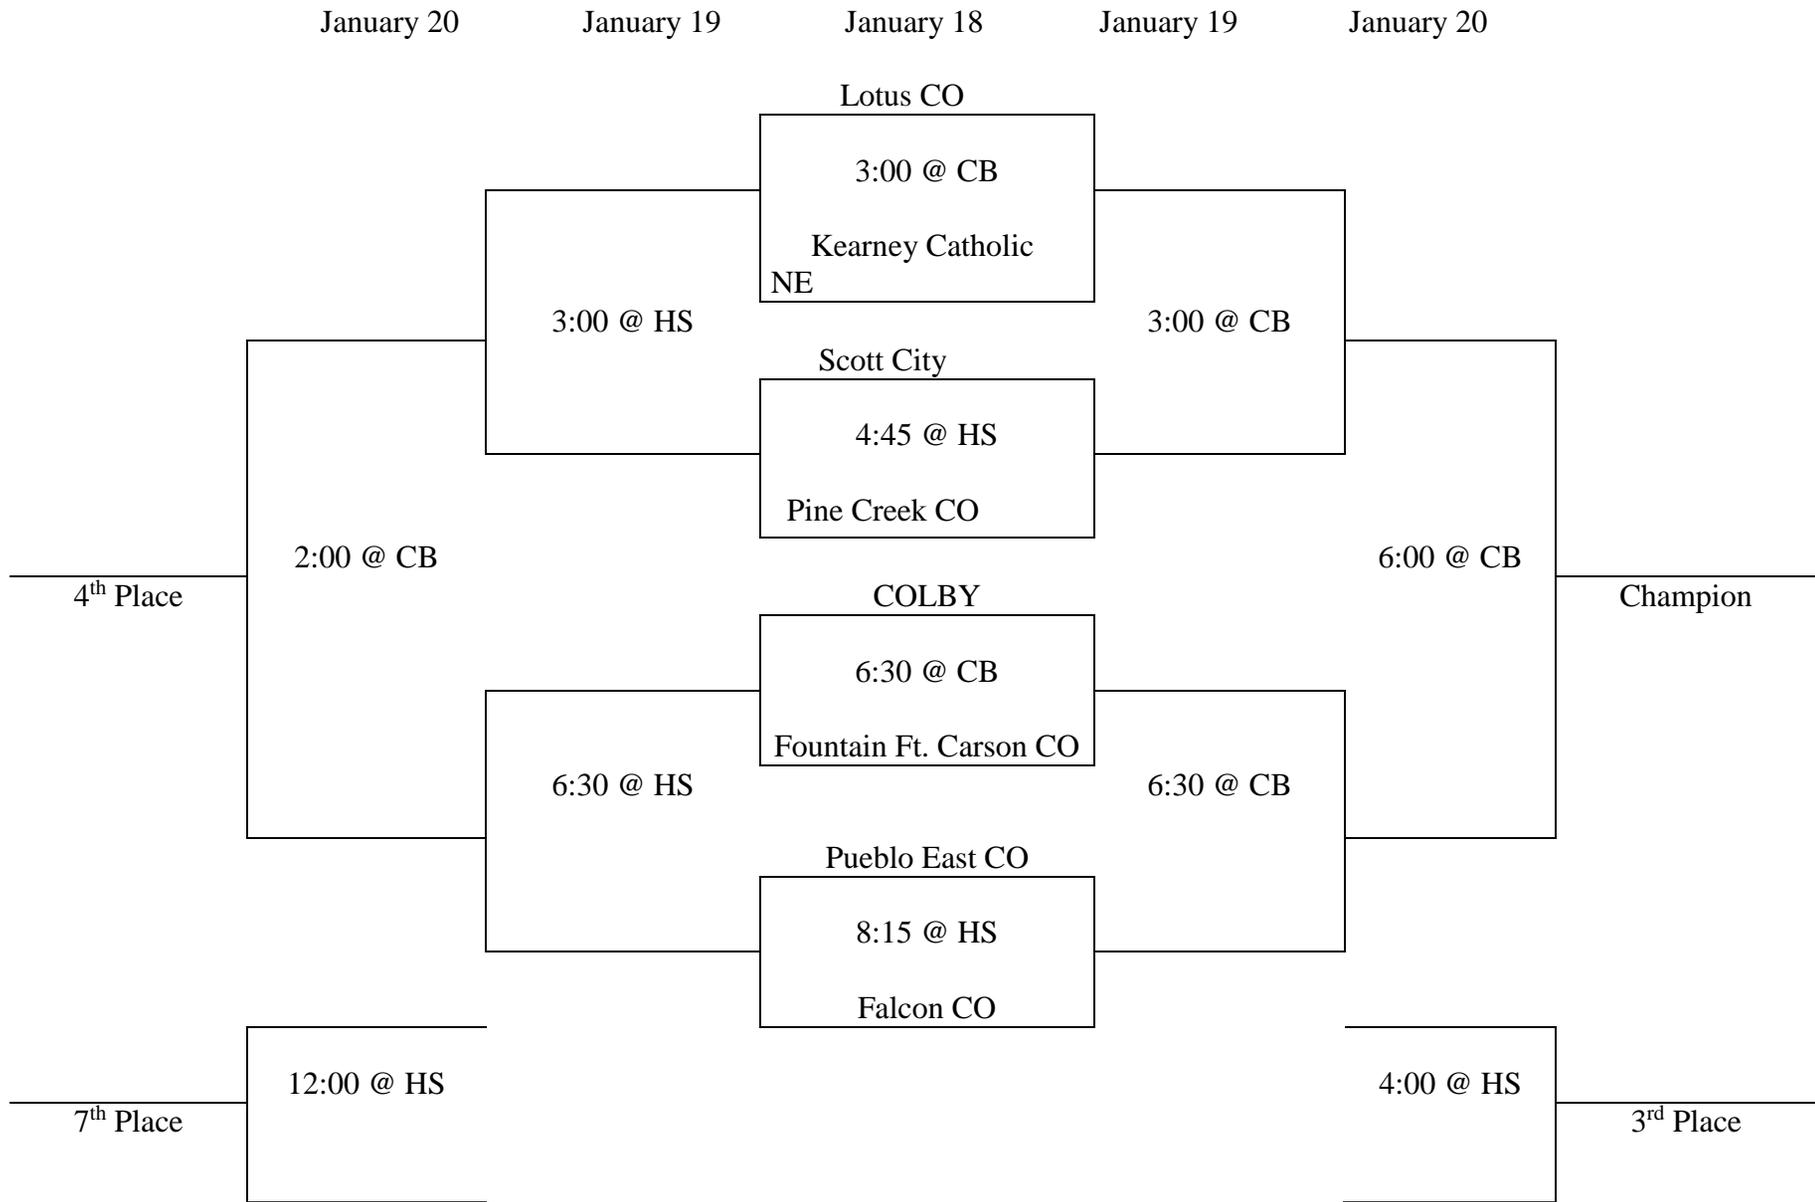 January 20 January 19 January 18 January 19 January 20
Lotus CO
3:00 @ CB
Kearney Catholic
NE
3:00 @ HS 3:00 @ CB
Scott City
4:45 @ HS
Pine Creek CO
2:00 @ CB 6:00 @ CB
4th Place COLBY Champion
6:30 @ CB
Fountain Ft. Carson CO
6:30 @ HS 6:30 @ CB
Pueblo East CO
8:15 @ HS
Falcon CO
12:00 @ HS 4:00 @ HS
7th Place 3rd Place